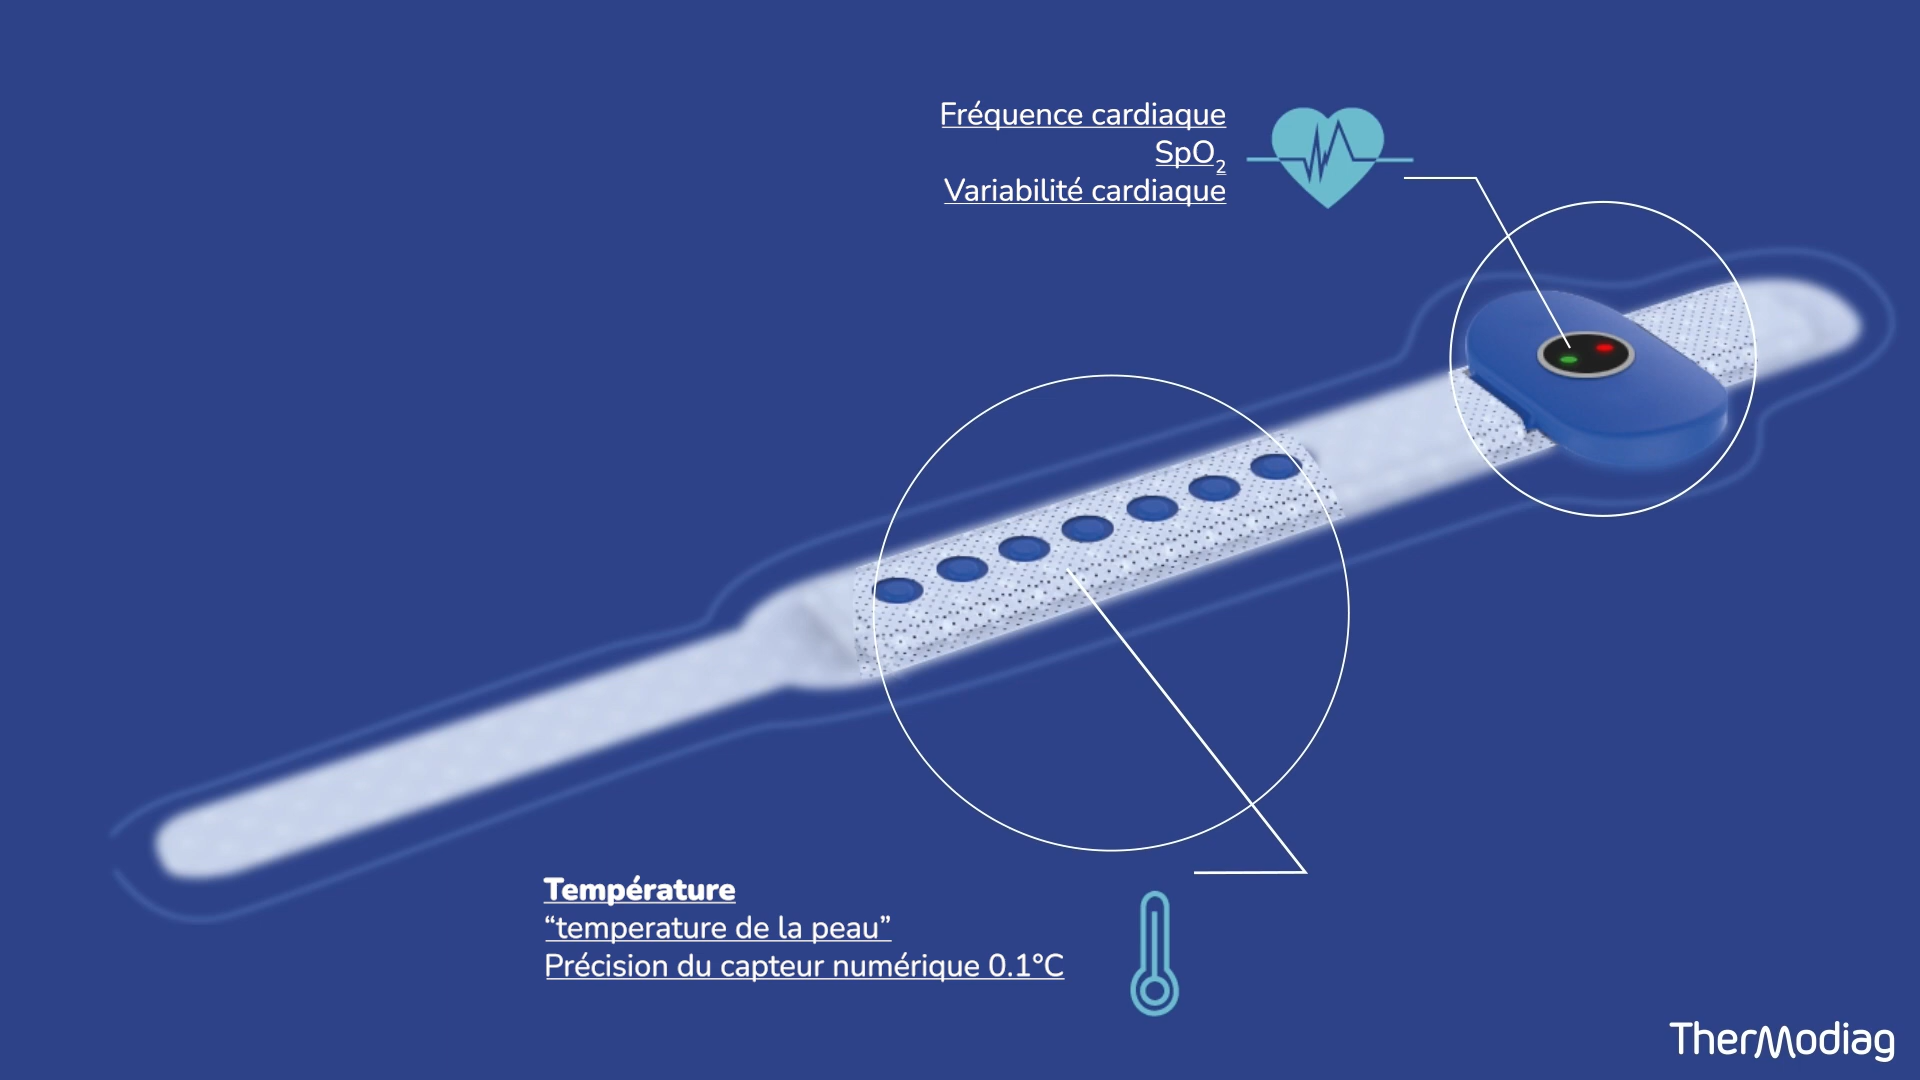 Fréquence cardiaque
SpO₂
Variabilité cardiaque
Température
“temperature de la peau”
Précision du capteur numérique 0.1°C
TherModiag